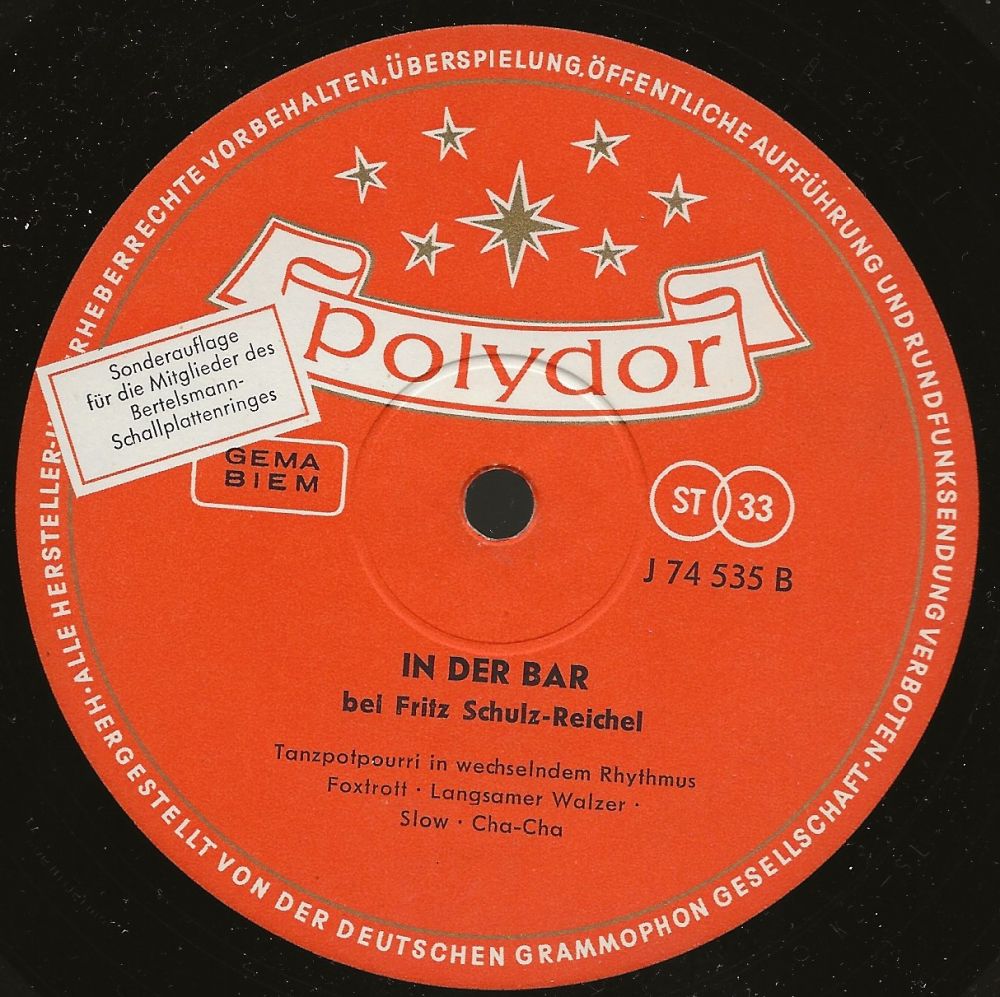 ALLE HERSTELLER-U ERHEBERRECHTE VORBEHALTEN, ÜBERSPIELUNG, ÖFFENTLICHE AUFFÜHRUNG UND RUNDFUNKSENDUNG VERBOTEN ·
polydor
Sonderauflage
für die Mitglieder des
Bertelsmann-
Schallplattenringes
GEMA
BIEM
ST 33
J 74 535 B
IN DER BAR
bei Fritz Schulz-Reichel
Tanzpotpourri in wechselndem Rhythmus
Foxtrott · Langsamer Walzer ·
Slow · Cha-Cha
HERGESTELLT VON DER DEUTSCHEN GRAMMOPHON GESELLSCHAFT ·